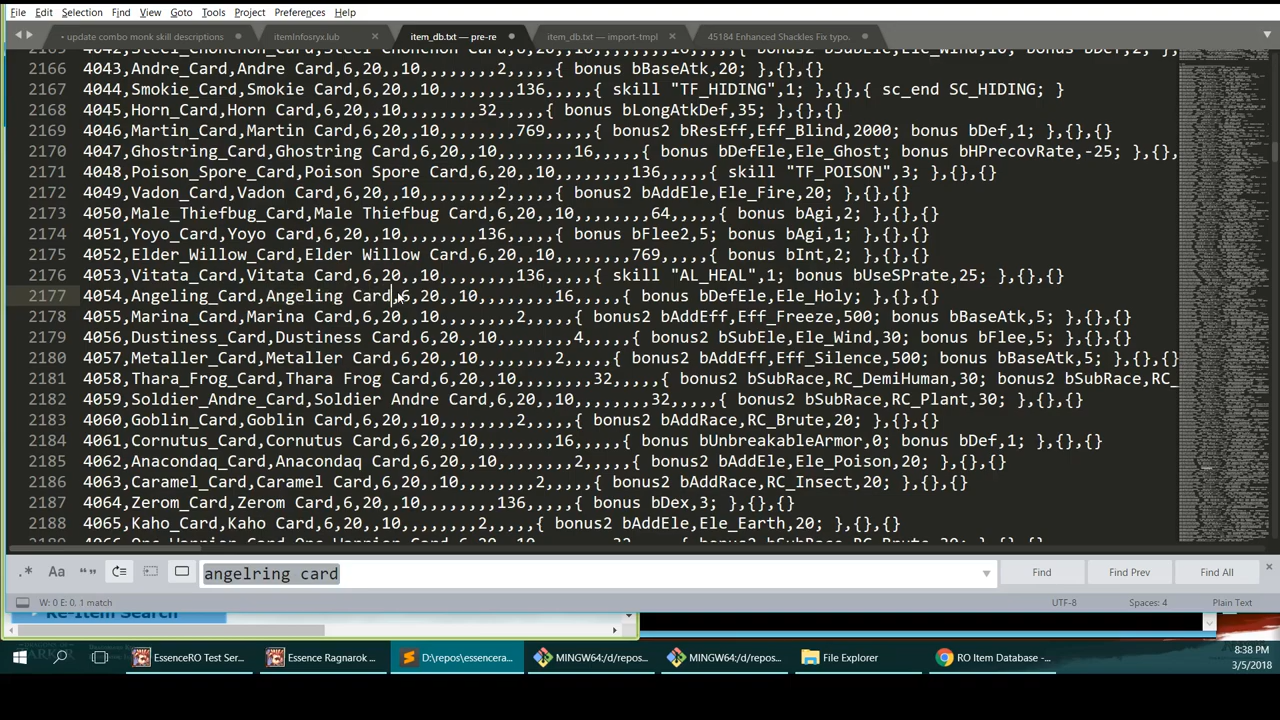 File Edit Selection Find View Goto Tools Project Preferences Help
update combo monk skill descriptions itemInfosryx.lub item_db.txt — pre-re item_db.txt — import-tmpl 45184 Enhanced Shackles Fix typo.
2166 4043,Andre_Card,Andre Card,6,20,,10,,,,,,,,2,,,,,{ bonus bBaseAtk,20; },{},{}
2167 4044,Smokie_Card,Smokie Card,6,20,,10,,,,,,,,136,,,,,{ skill "TF_HIDING",1; },{},{ sc_end SC_HIDING; }
2168 4045,Horn_Card,Horn Card,6,20,,10,,,,,,,,32,,,,,{ bonus bLongAtkDef,35; },{},{}
2169 4046,Martin_Card,Martin Card,6,20,,10,,,,,,,,769,,,,,{ bonus2 bResEff,Eff_Blind,2000; bonus bDef,1; },{},{}
2170 4047,Ghostring_Card,Ghostring Card,6,20,,10,,,,,,,,16,,,,,{ bonus bDefEle,Ele_Ghost; bonus bHPrecovRate,-25; },{},
2171 4048,Poison_Spore_Card,Poison Spore Card,6,20,,10,,,,,,,,136,,,,,{ skill "TF_POISON",3; },{},{}
2172 4049,Vadon_Card,Vadon Card,6,20,,10,,,,,,,,2,,,,,{ bonus2 bAddEle,Ele_Fire,20; },{},{}
2173 4050,Male_Thiefbug_Card,Male Thiefbug Card,6,20,,10,,,,,,,,64,,,,,{ bonus bAgi,2; },{},{}
2174 4051,Yoyo_Card,Yoyo Card,6,20,,10,,,,,,,,136,,,,,{ bonus bFlee2,5; bonus bAgi,1; },{},{}
2175 4052,Elder_Willow_Card,Elder Willow Card,6,20,,10,,,,,,,,769,,,,,{ bonus bInt,2; },{},{}
2176 4053,Vitata_Card,Vitata Card,6,20,,10,,,,,,,,136,,,,,{ skill "AL_HEAL",1; bonus bUseSPrate,25; },{},{}
2177 4054,Angeling_Card,Angeling Card,6,20,,10,,,,,,,,16,,,,,{ bonus bDefEle,Ele_Holy; },{},{}
2178 4055,Marina_Card,Marina Card,6,20,,10,,,,,,,,2,,,,,{ bonus2 bAddEff,Eff_Freeze,500; bonus bBaseAtk,5; },{},{}
2179 4056,Dustiness_Card,Dustiness Card,6,20,,10,,,,,,,,4,,,,,{ bonus2 bSubEle,Ele_Wind,30; bonus bFlee,5; },{},{}
2180 4057,Metaller_Card,Metaller Card,6,20,,10,,,,,,,,2,,,,,{ bonus2 bAddEff,Eff_Silence,500; bonus bBaseAtk,5; },{},{}
2181 4058,Thara_Frog_Card,Thara Frog Card,6,20,,10,,,,,,,,32,,,,,{ bonus2 bSubRace,RC_DemiHuman,30; bonus2 bSubRace,RC_
2182 4059,Soldier_Andre_Card,Soldier Andre Card,6,20,,10,,,,,,,,32,,,,,{ bonus2 bSubRace,RC_Plant,30; },{},{}
2183 4060,Goblin_Card,Goblin Card,6,20,,10,,,,,,,,2,,,,,{ bonus2 bAddRace,RC_Brute,20; },{},{}
2184 4061,Cornutus_Card,Cornutus Card,6,20,,10,,,,,,,,16,,,,,{ bonus bUnbreakableArmor,0; bonus bDef,1; },{},{}
2185 4062,Anacondaq_Card,Anacondaq Card,6,20,,10,,,,,,,,2,,,,,{ bonus2 bAddEle,Ele_Poison,20; },{},{}
2186 4063,Caramel_Card,Caramel Card,6,20,,10,,,,,,,,2,,,,,{ bonus2 bAddRace,RC_Insect,20; },{},{}
2187 4064,Zerom_Card,Zerom Card,6,20,,10,,,,,,,,136,,,,,{ bonus bDex,3; },{},{}
2188 4065,Kaho_Card,Kaho Card,6,20,,10,,,,,,,,2,,,,,{ bonus2 bAddEle,Ele_Earth,20; },{},{}
.* Aa “” angelring card Find Find Prev Find All
W: 0 E: 0, 1 match UTF-8 Spaces: 4 Plain Text
Re-Item Search
EssenceRO Test Ser... Essence Ragnarok ... D:\repos\essencera... MINGW64:/d/repos... MINGW64:/d/repos... File Explorer RO Item Database -...
8:38 PM
3/5/2018